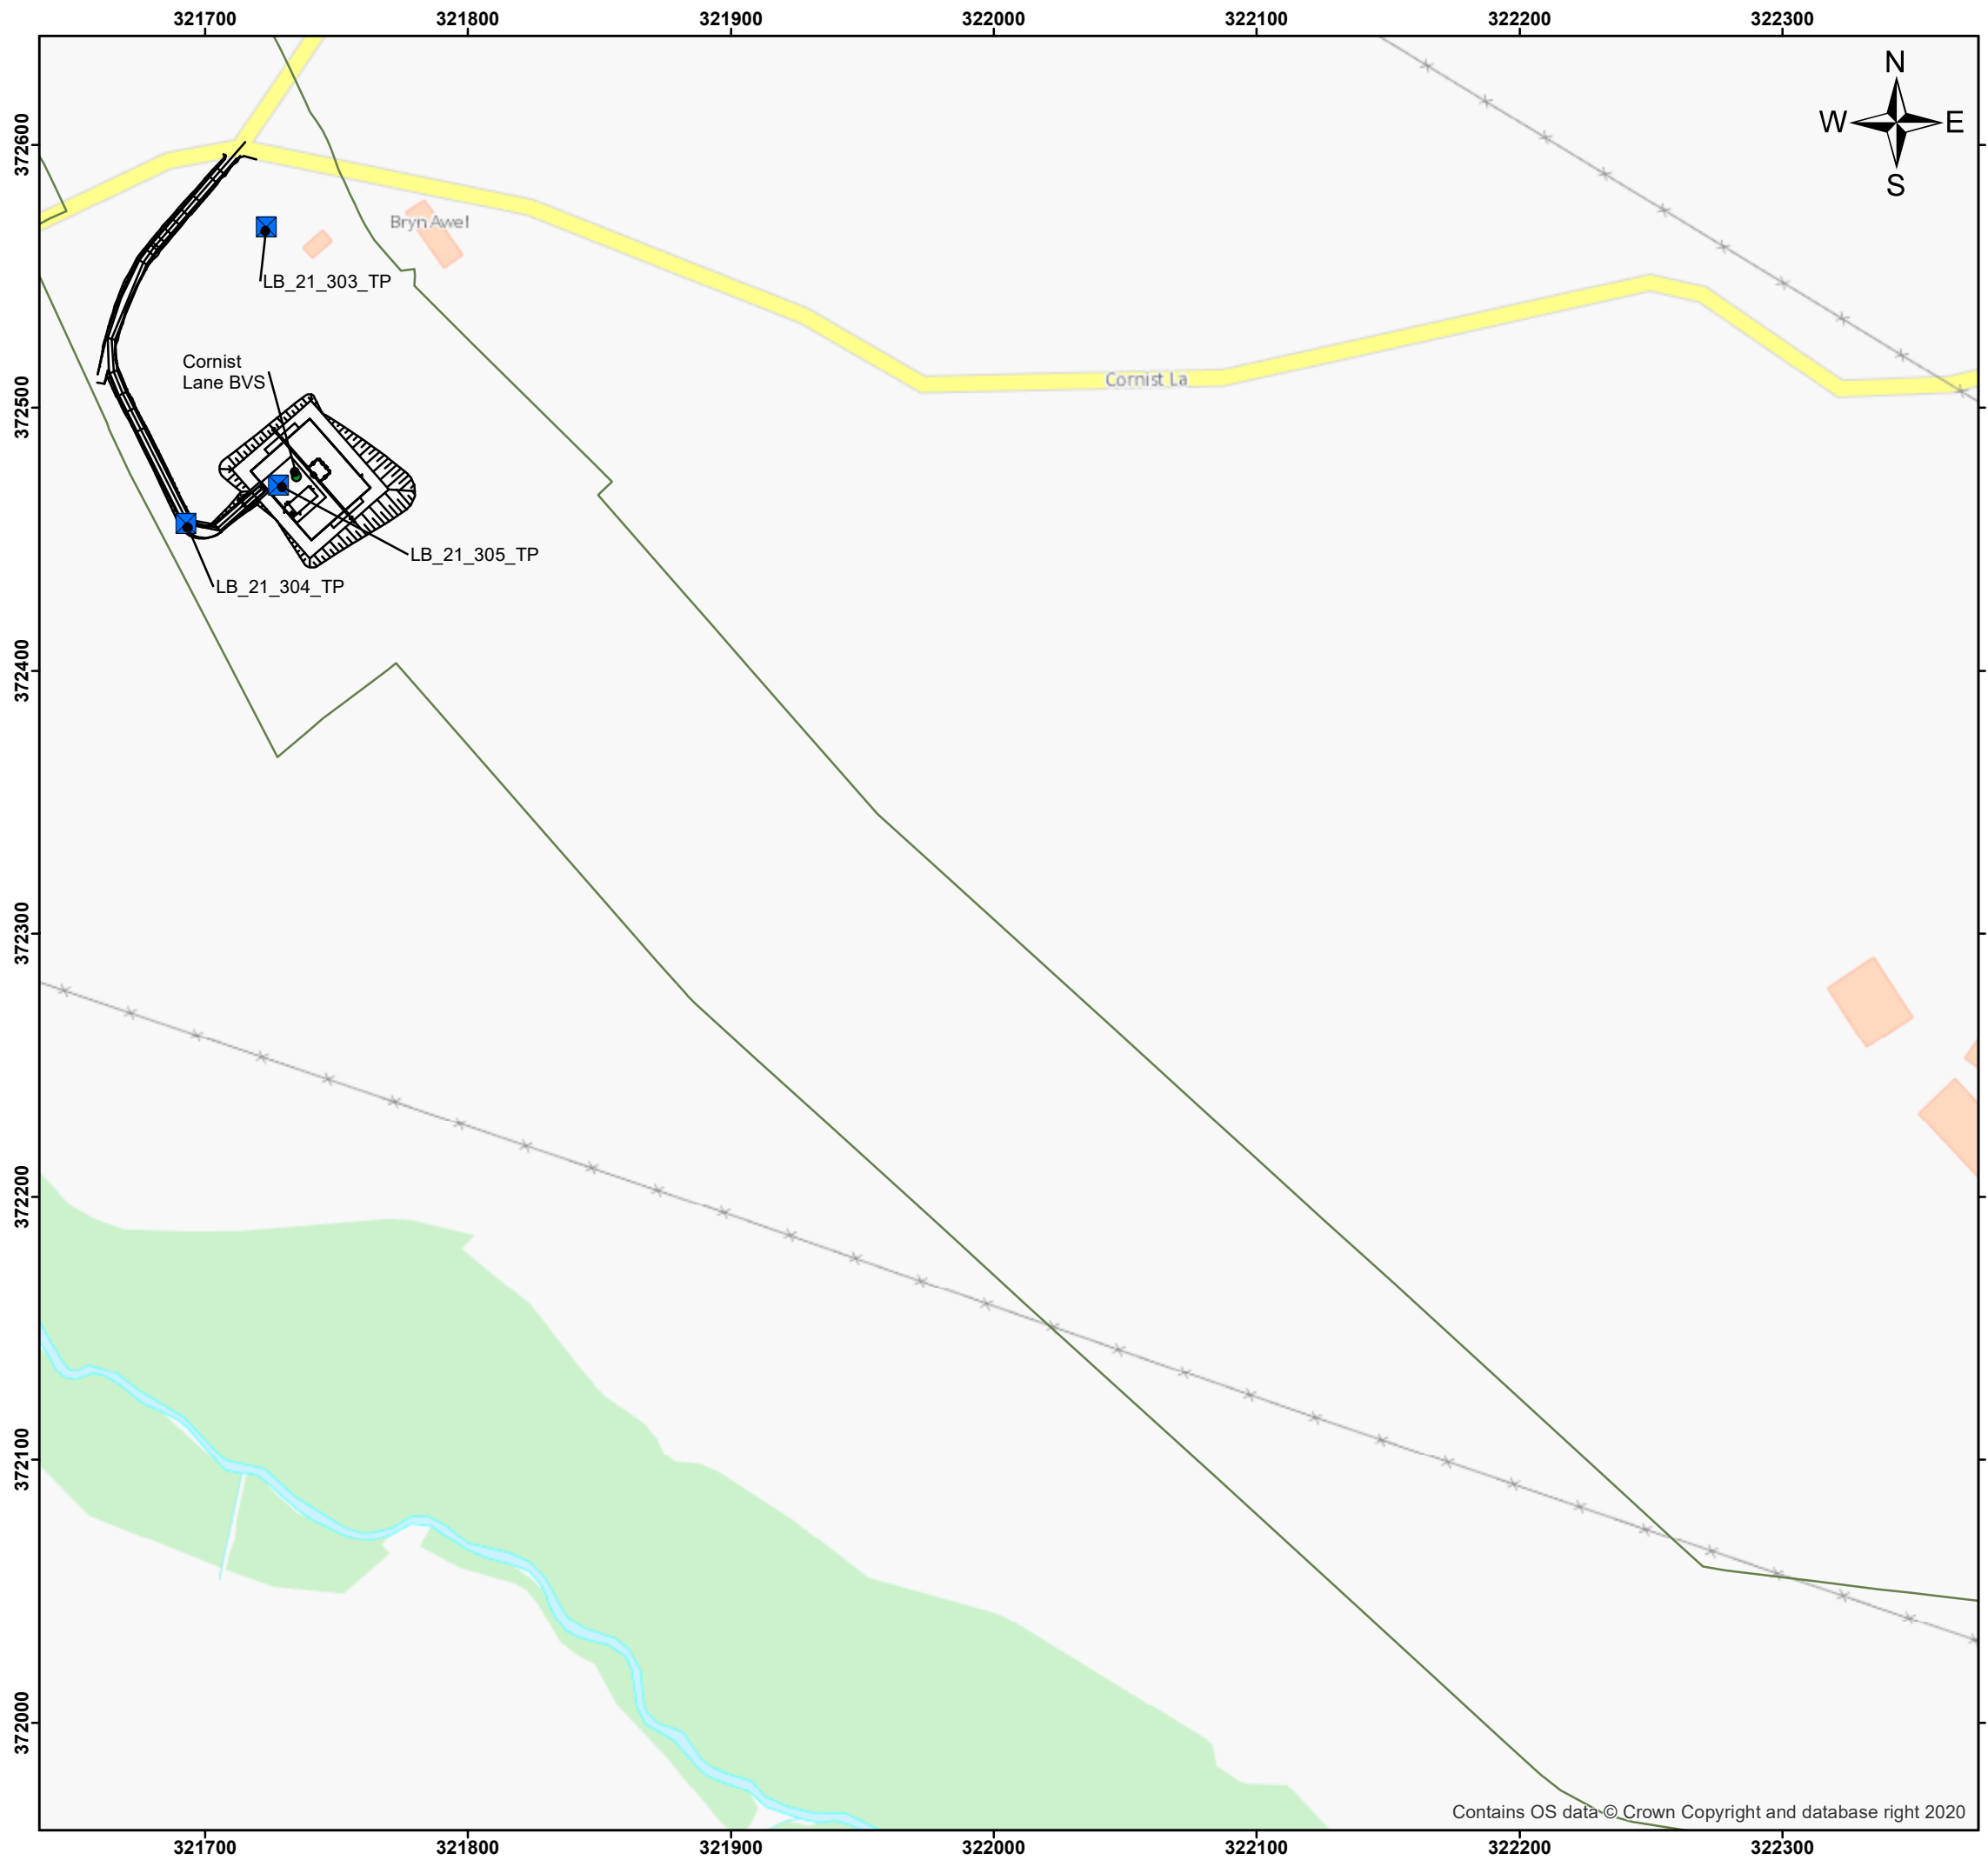 321700 321800 321900 322000 322100 322200 322300
N
W E
S
372600
372500
372400
372300
372200
372100
372000
Bryn Awel
LB_21_303_TP
Cornist
Lane BVS
Cornist La
LB_21_305_TP
LB_21_304_TP
Contains OS data © Crown Copyright and database right 2020
321700 321800 321900 322000 322100 322200 322300